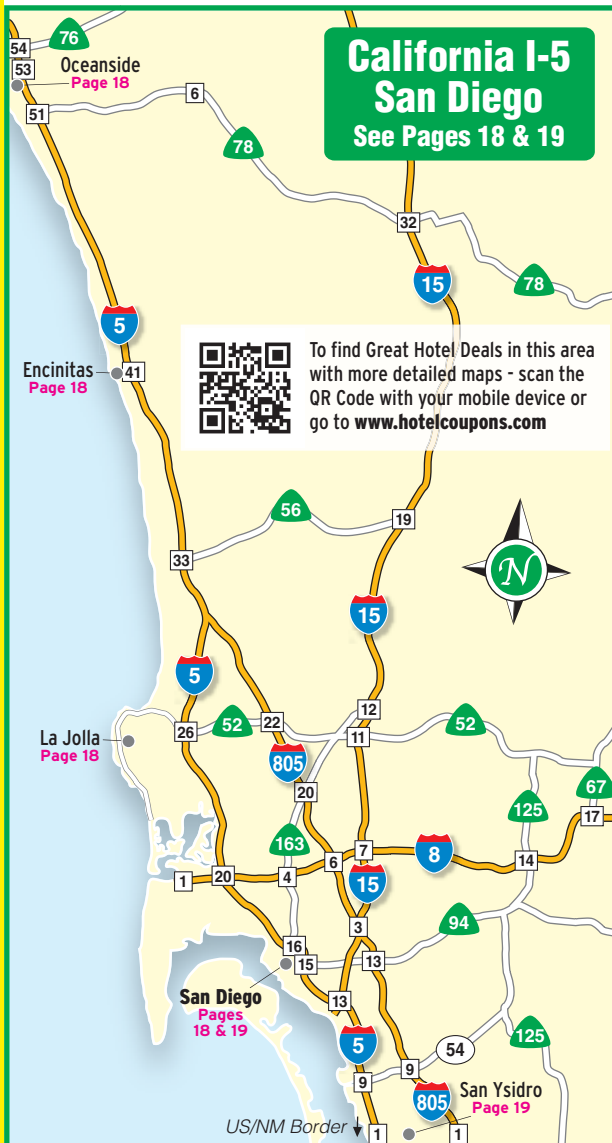 California I-5
San Diego
See Pages 18 & 19
76
54
53
Oceanside
Page 18
51
6
78
32
15
78
5
Encinitas
Page 18
41
To find Great Hotel Deals in this area
with more detailed maps - scan the
QR Code with your mobile device or
go to www.hotelcoupons.com
56
19
33
N
15
5
12
La Jolla
Page 18
26
52
22
11
52
805
20
67
125
17
163
7
8
6
14
1
20
4
15
3
94
16
15
13
San Diego
Pages
18 & 19
13
5
54
125
9
9
805
San Ysidro
Page 19
US/NM Border
1
1